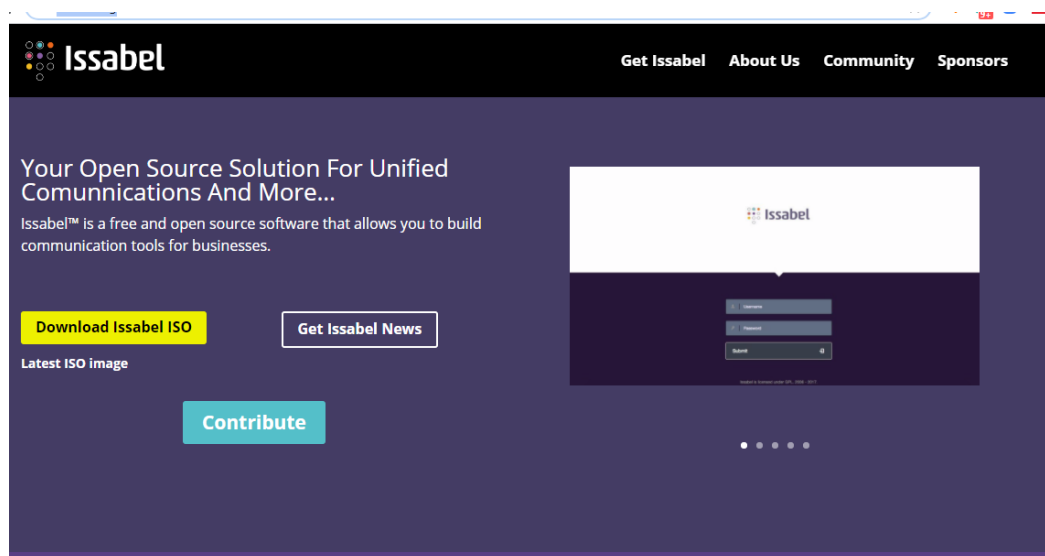 9+
Issabel
Get Issabel About Us Community Sponsors
Your Open Source Solution For Unified
Comunnications And More...
Issabel™ is a free and open source software that allows you to build
communication tools for businesses.
Issabel
Username
Password
Submit
Download Issabel ISO
Get Issabel News
Latest ISO image
Contribute